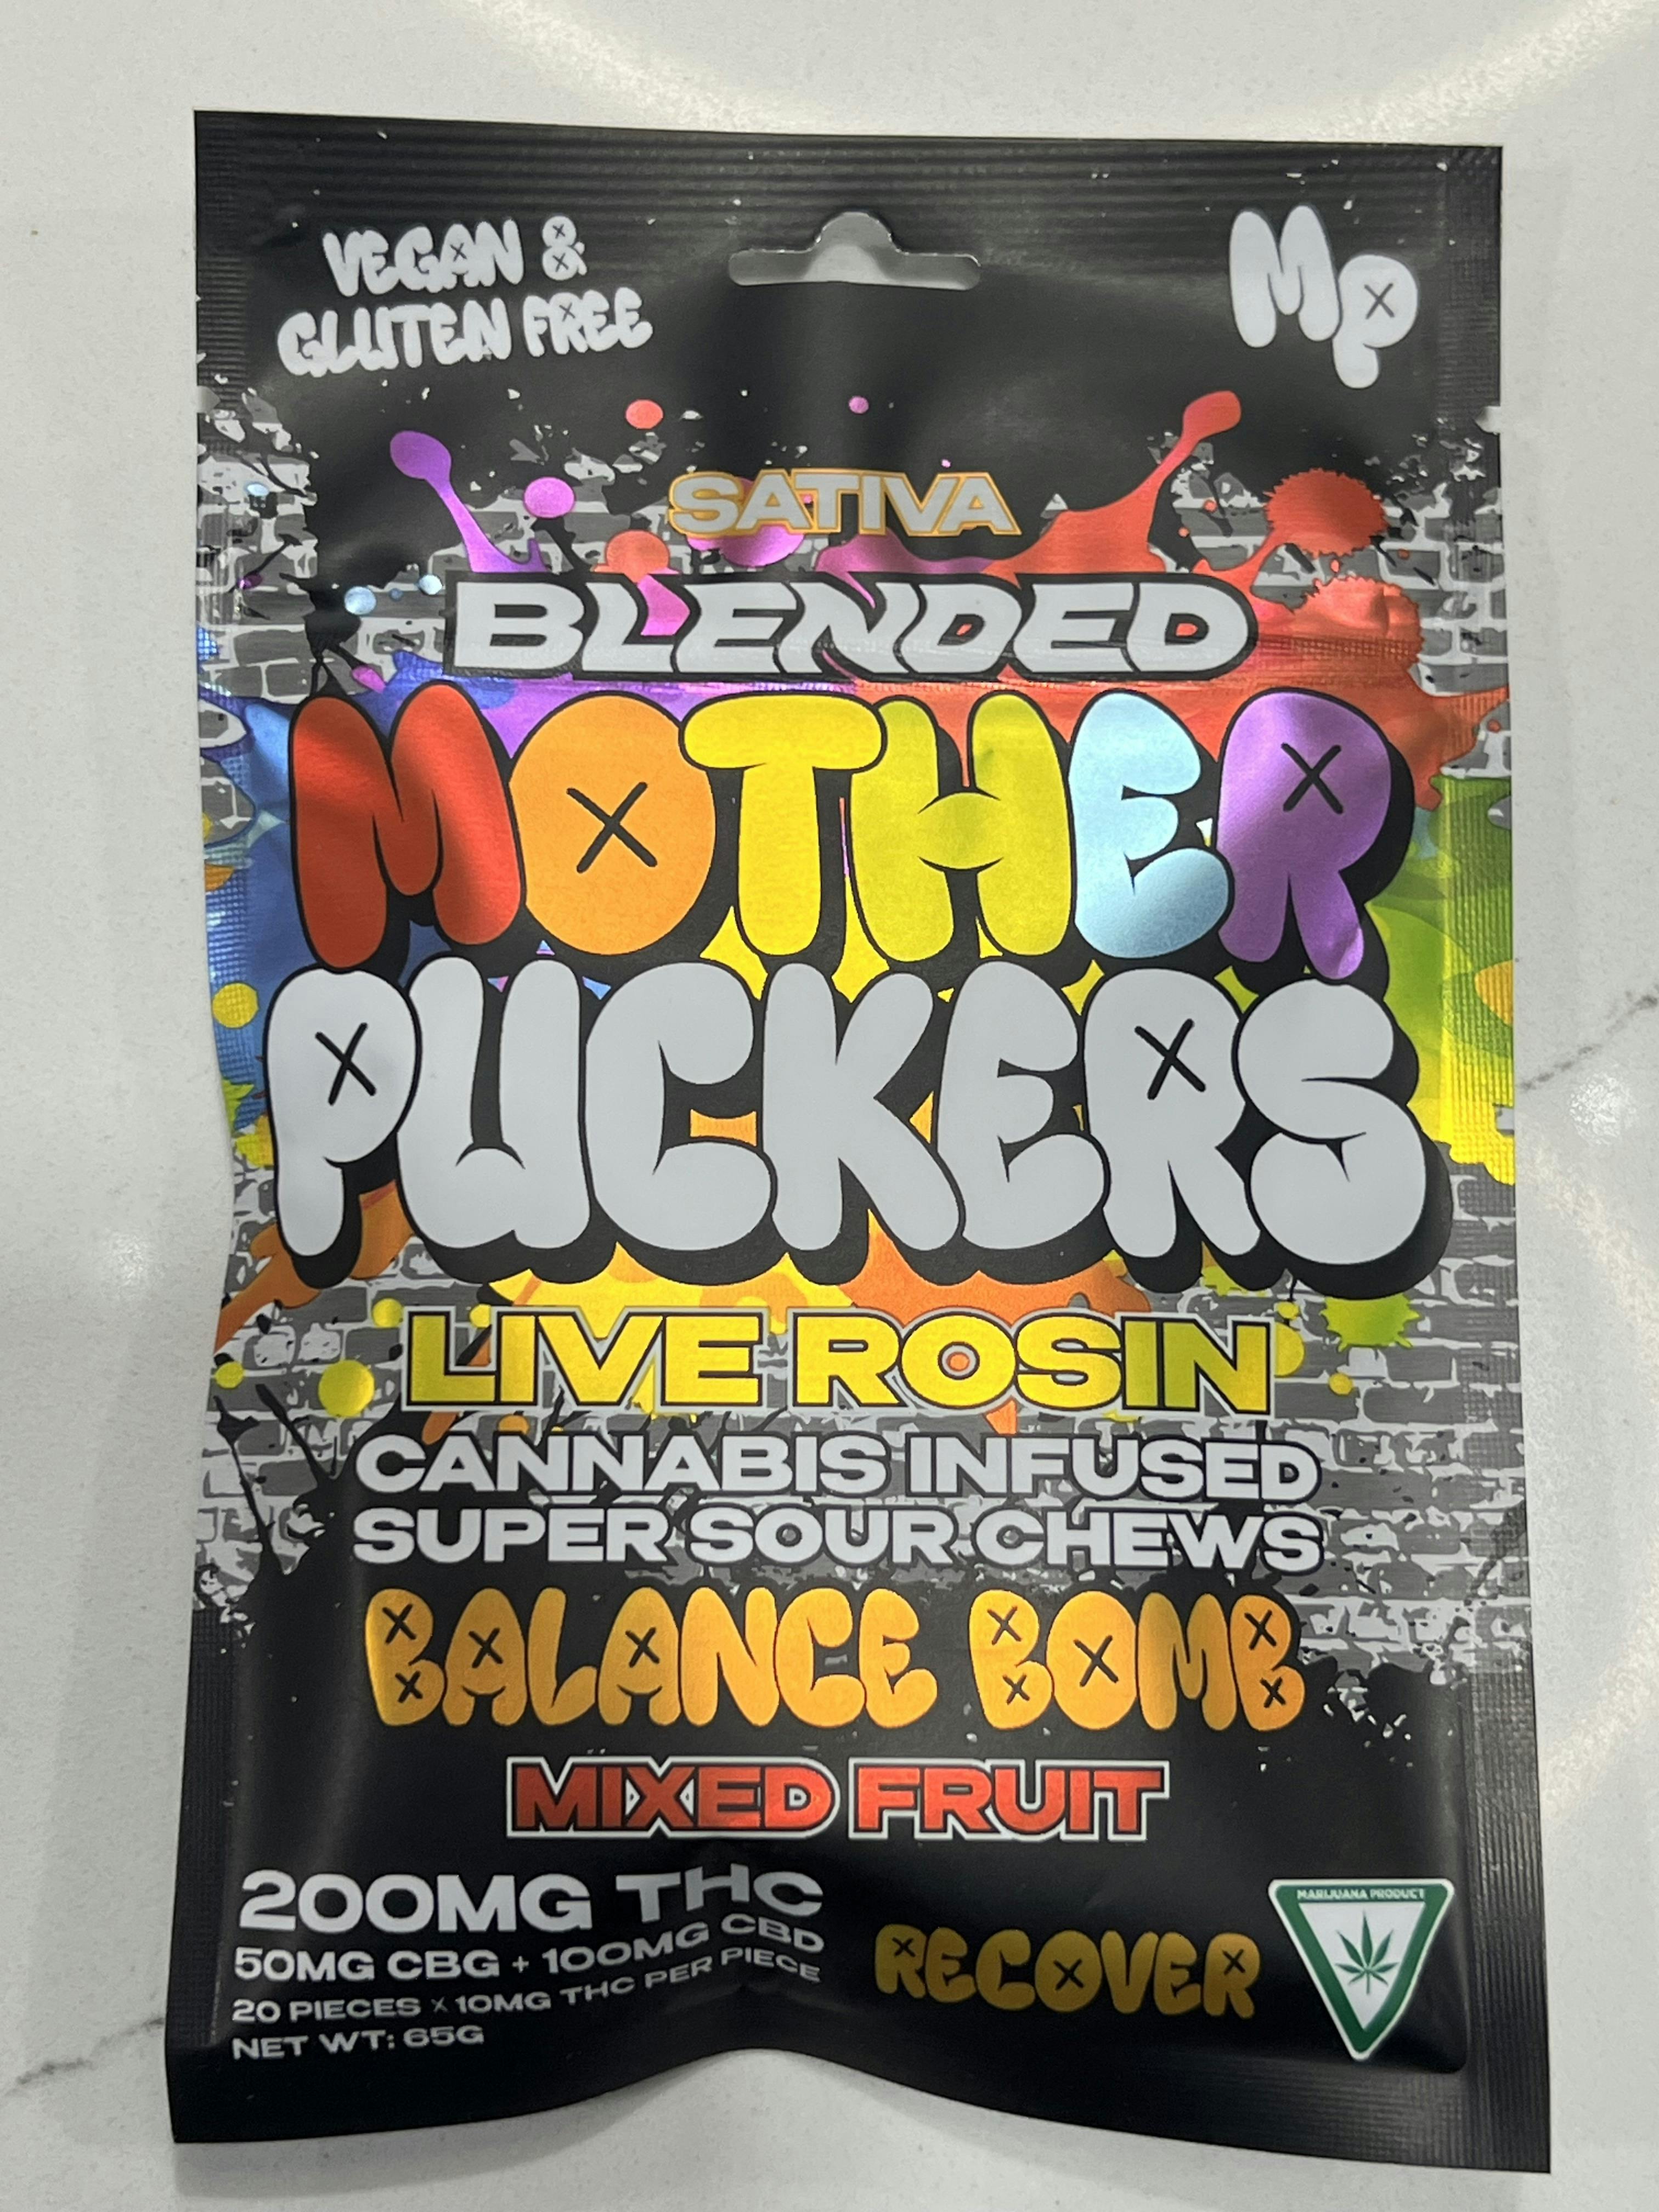 VEGAN &
GLUTEN FREE
MP
SATIVA
BLENDED
MOTHER
PUCKERS
LIVE ROSIN
CANNABIS INFUSED
SUPER SOUR CHEWS
BALANCE BOMB
MIXED FRUIT
200MG THC
50MG CBG + 100MG CBD
20 PIECES X 10MG THC PER PIECE
NET WT: 65G
RECOVER
MARIJUANA PRODUCT